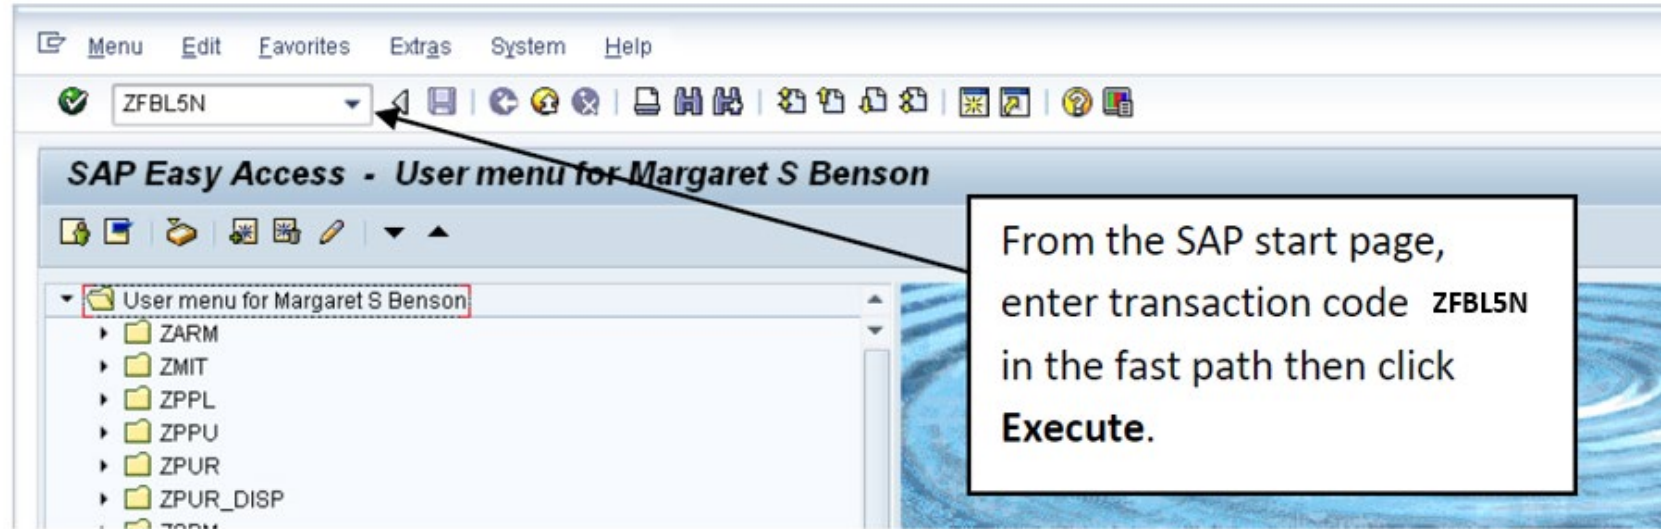 Menu Edit Favorites Extras System Help
ZFBL5N
SAP Easy Access - User menu for Margaret S Benson
User menu for Margaret S Benson
ZARM
ZMIT
ZPPL
ZPPU
ZPUR
ZPUR_DISP
From the SAP start page,
enter transaction code ZFBL5N
in the fast path then click
Execute.